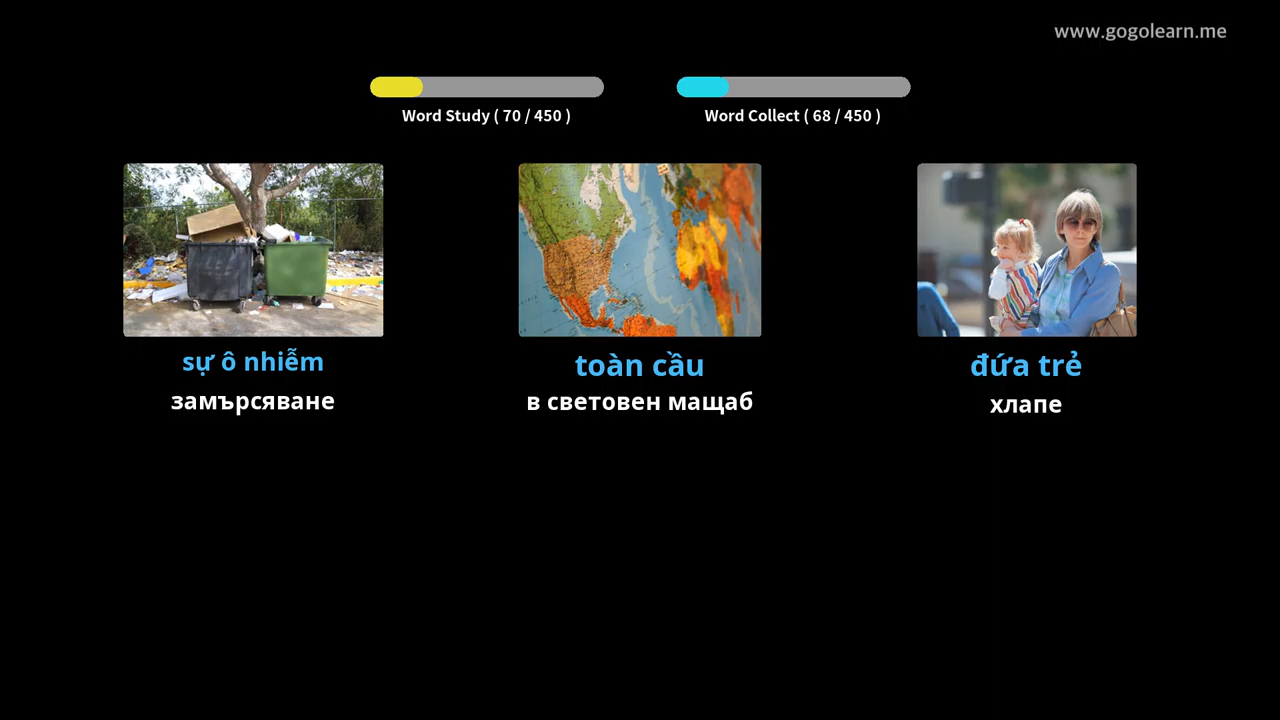 www.gogolearn.me
Word Study ( 70 / 450 )
Word Collect ( 68 / 450 )
sự ô nhiễm
замърсяване
toàn cầu
в световен мащаб
đứa trẻ
хлапе